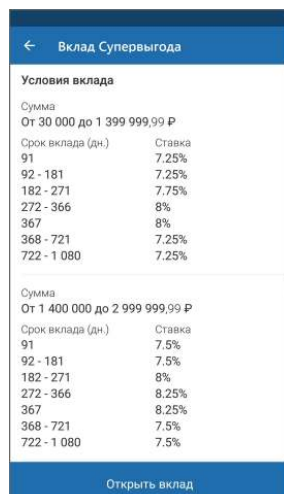 ← Вклад Супервыгода
Условия вклада
Сумма
От 30 000 до 1 399 999,99 ₽
Срок вклада (дн.) Ставка
91 7.25%
92 - 181 7.25%
182 - 271 7.75%
272 - 366 8%
367 8%
368 - 721 7.25%
722 - 1 080 7.25%
Сумма
От 1 400 000 до 2 999 999,99 ₽
Срок вклада (дн.) Ставка
91 7.5%
92 - 181 7.5%
182 - 271 8%
272 - 366 8.25%
367 8.25%
368 - 721 7.5%
722 - 1 080 7.5%
Открыть вклад